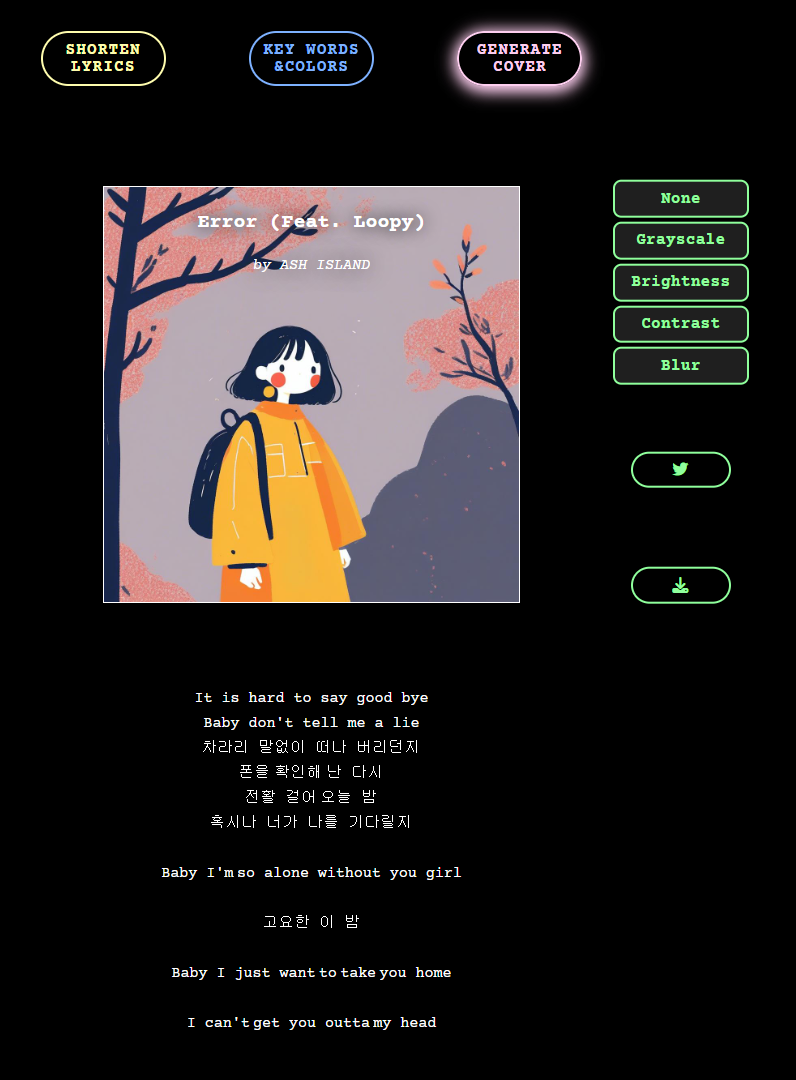 SHORTEN
LYRICS
KEY WORDS
&COLORS
GENERATE
COVER
Error (Feat. Loopy)
by ASH ISLAND
None
Grayscale
Brightness
Contrast
Blur
It is hard to say good bye
Baby don't tell me a lie
차라리 말없이 떠나 버리던지
폰을 확인해 난 다시
전활 걸어 오늘 밤
혹시나 너가 나를 기다릴지
Baby I'm so alone without you girl
고요한 이 밤
Baby I just want to take you home
I can't get you outta my head